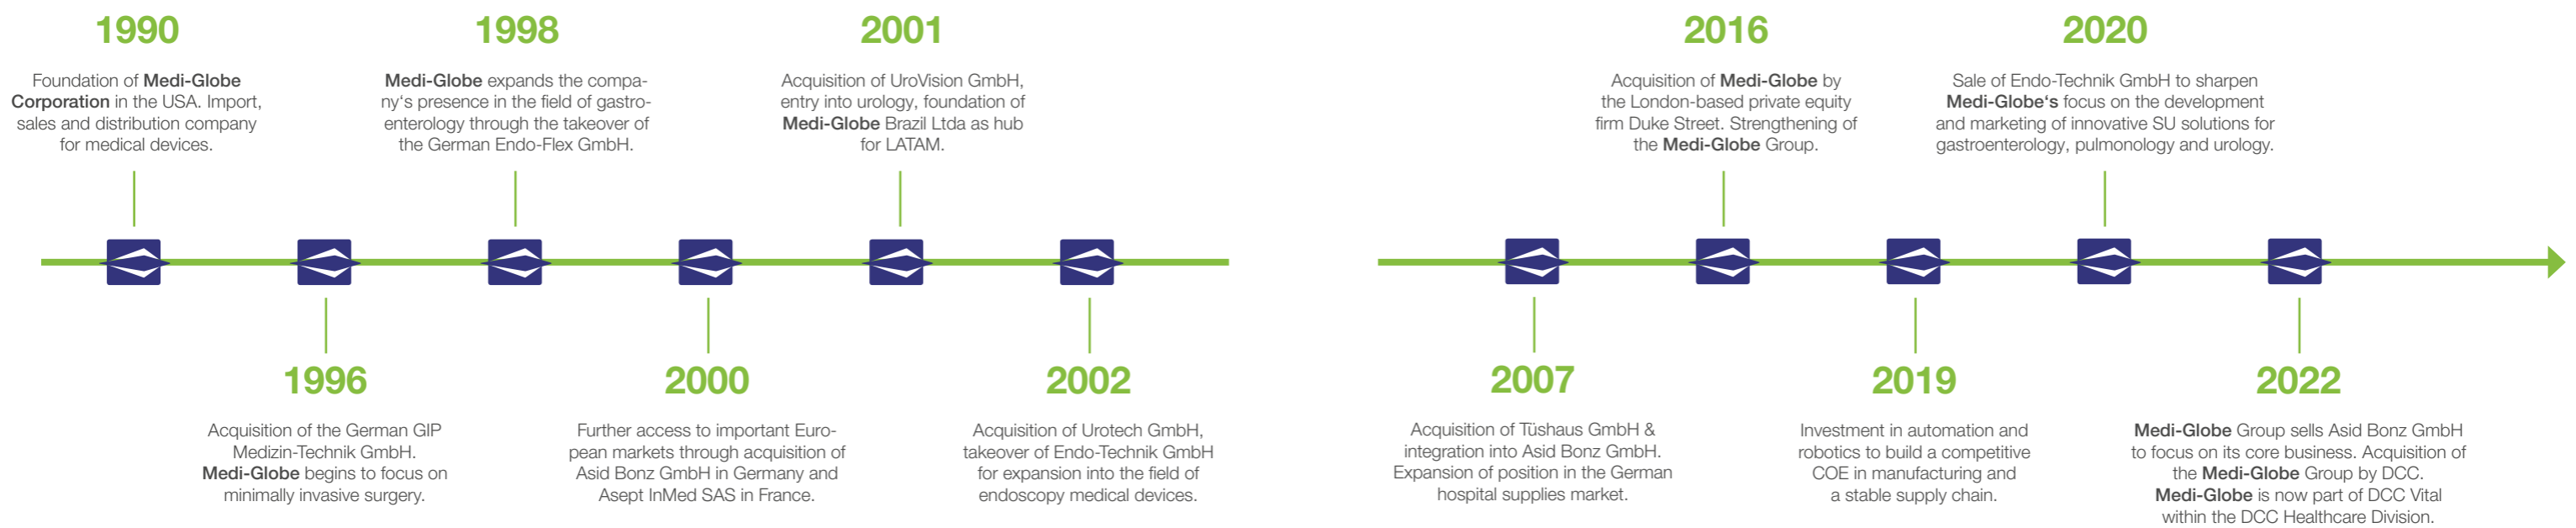 1990
Foundation of Medi-Globe
Corporation in the USA. Import,
sales and distribution company
for medical devices.
1996
Acquisition of the German GIP
Medizin-Technik GmbH.
Medi-Globe begins to focus on
minimally invasive surgery.
1998
Medi-Globe expands the compa-
ny‘s presence in the field of gastro-
enterology through the takeover of
the German Endo-Flex GmbH.
2000
Further access to important Euro-
pean markets through acquisition of
Asid Bonz GmbH in Germany and
Asept InMed SAS in France.
2001
Acquisition of UroVision GmbH,
entry into urology, foundation of
Medi-Globe Brazil Ltda as hub
for LATAM.
2002
Acquisition of Urotech GmbH,
takeover of Endo-Technik GmbH
for expansion into the field of
endoscopy medical devices.
2007
Acquisition of Tüshaus GmbH &
integration into Asid Bonz GmbH.
Expansion of position in the German
hospital supplies market.
2016
Acquisition of Medi-Globe by
the London-based private equity
firm Duke Street. Strengthening of
the Medi-Globe Group.
2019
Investment in automation and
robotics to build a competitive
COE in manufacturing and
a stable supply chain.
2020
Sale of Endo-Technik GmbH to sharpen
Medi-Globe‘s focus on the development
and marketing of innovative SU solutions for
gastroenterology, pulmonology and urology.
2022
Medi-Globe Group sells Asid Bonz GmbH
to focus on its core business. Acquisition of
the Medi-Globe Group by DCC.
Medi-Globe is now part of DCC Vital
within the DCC Healthcare Division.